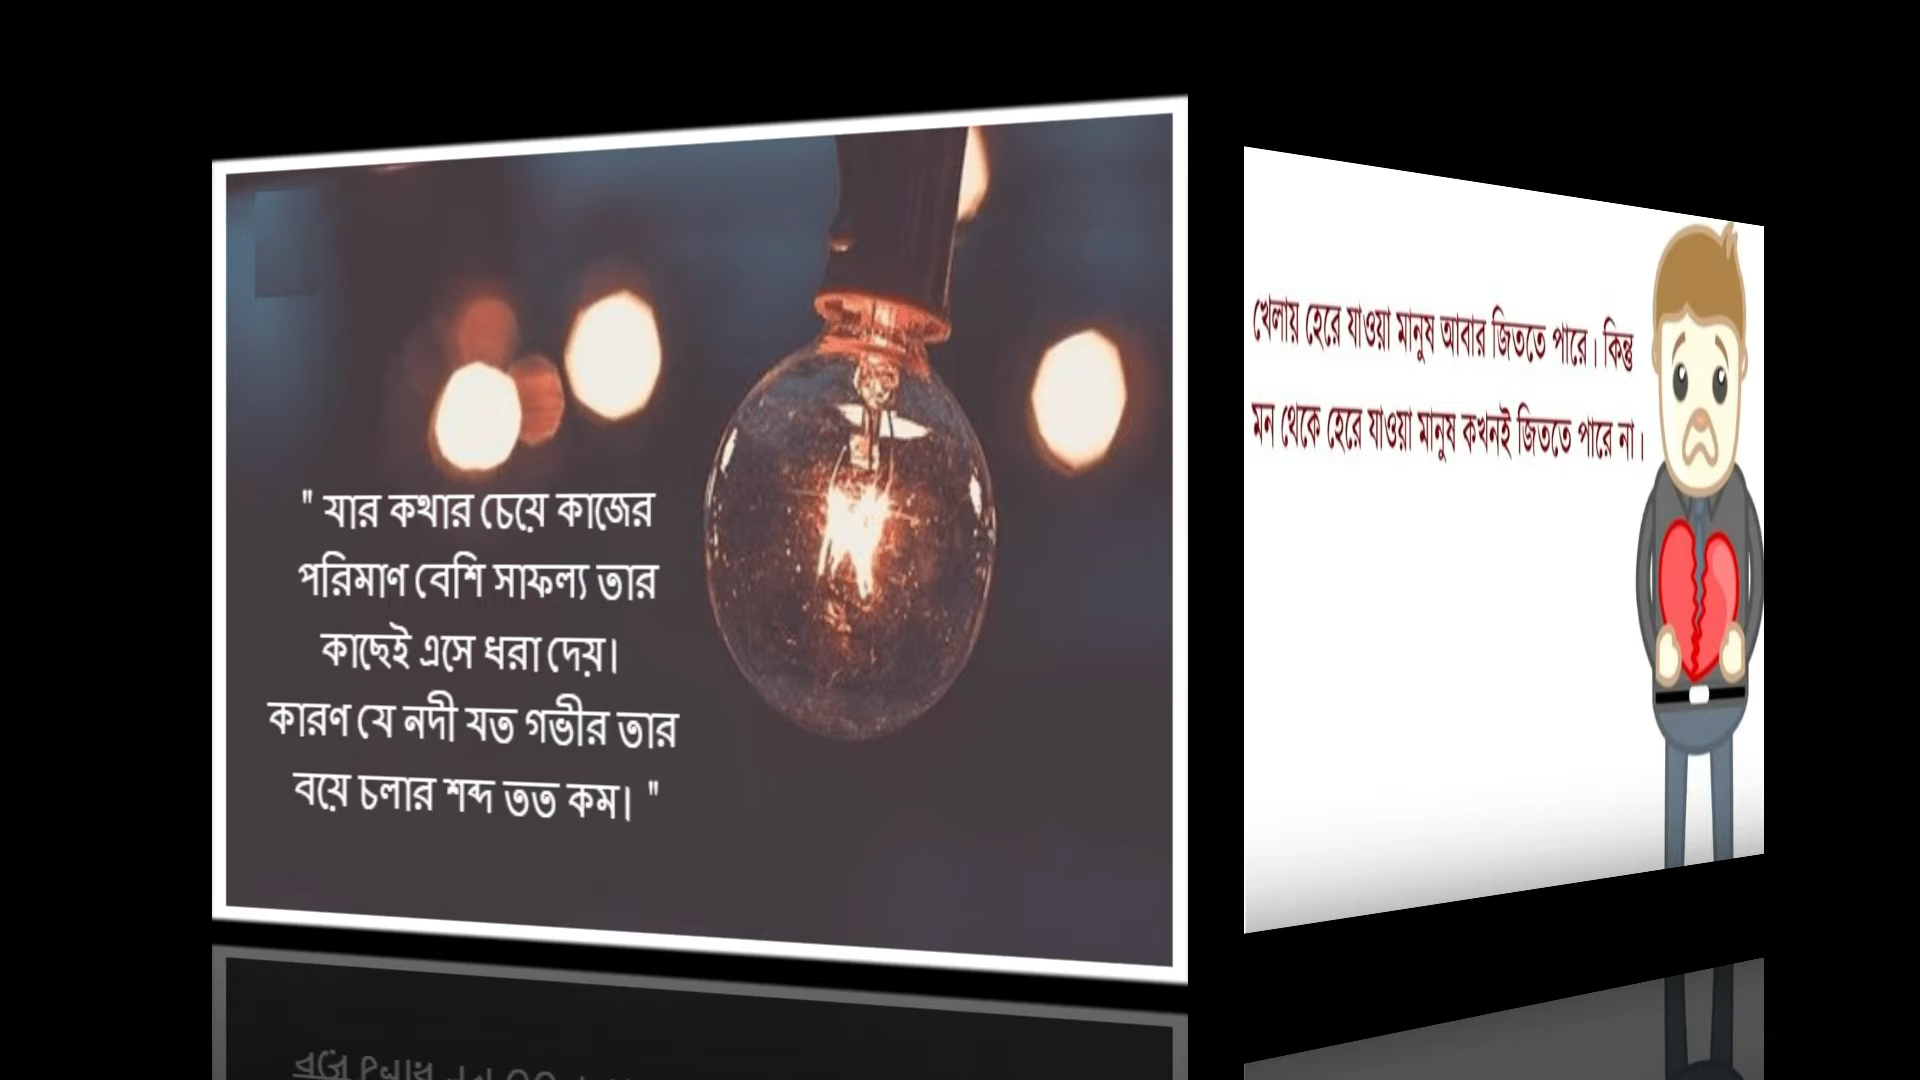 " যার কথার চেয়ে কাজের
পরিমাণ বেশি সাফল্য তার
কাছেই এসে ধরা দেয়।
কারণ যে নদী যত গভীর তার
বয়ে চলার শব্দ তত কম। "
খেলায় হেরে যাওয়া মানুষ আবার জিততে পারে। কিন্তু
মন থেকে হেরে যাওয়া মানুষ কখনই জিততে পারে না।